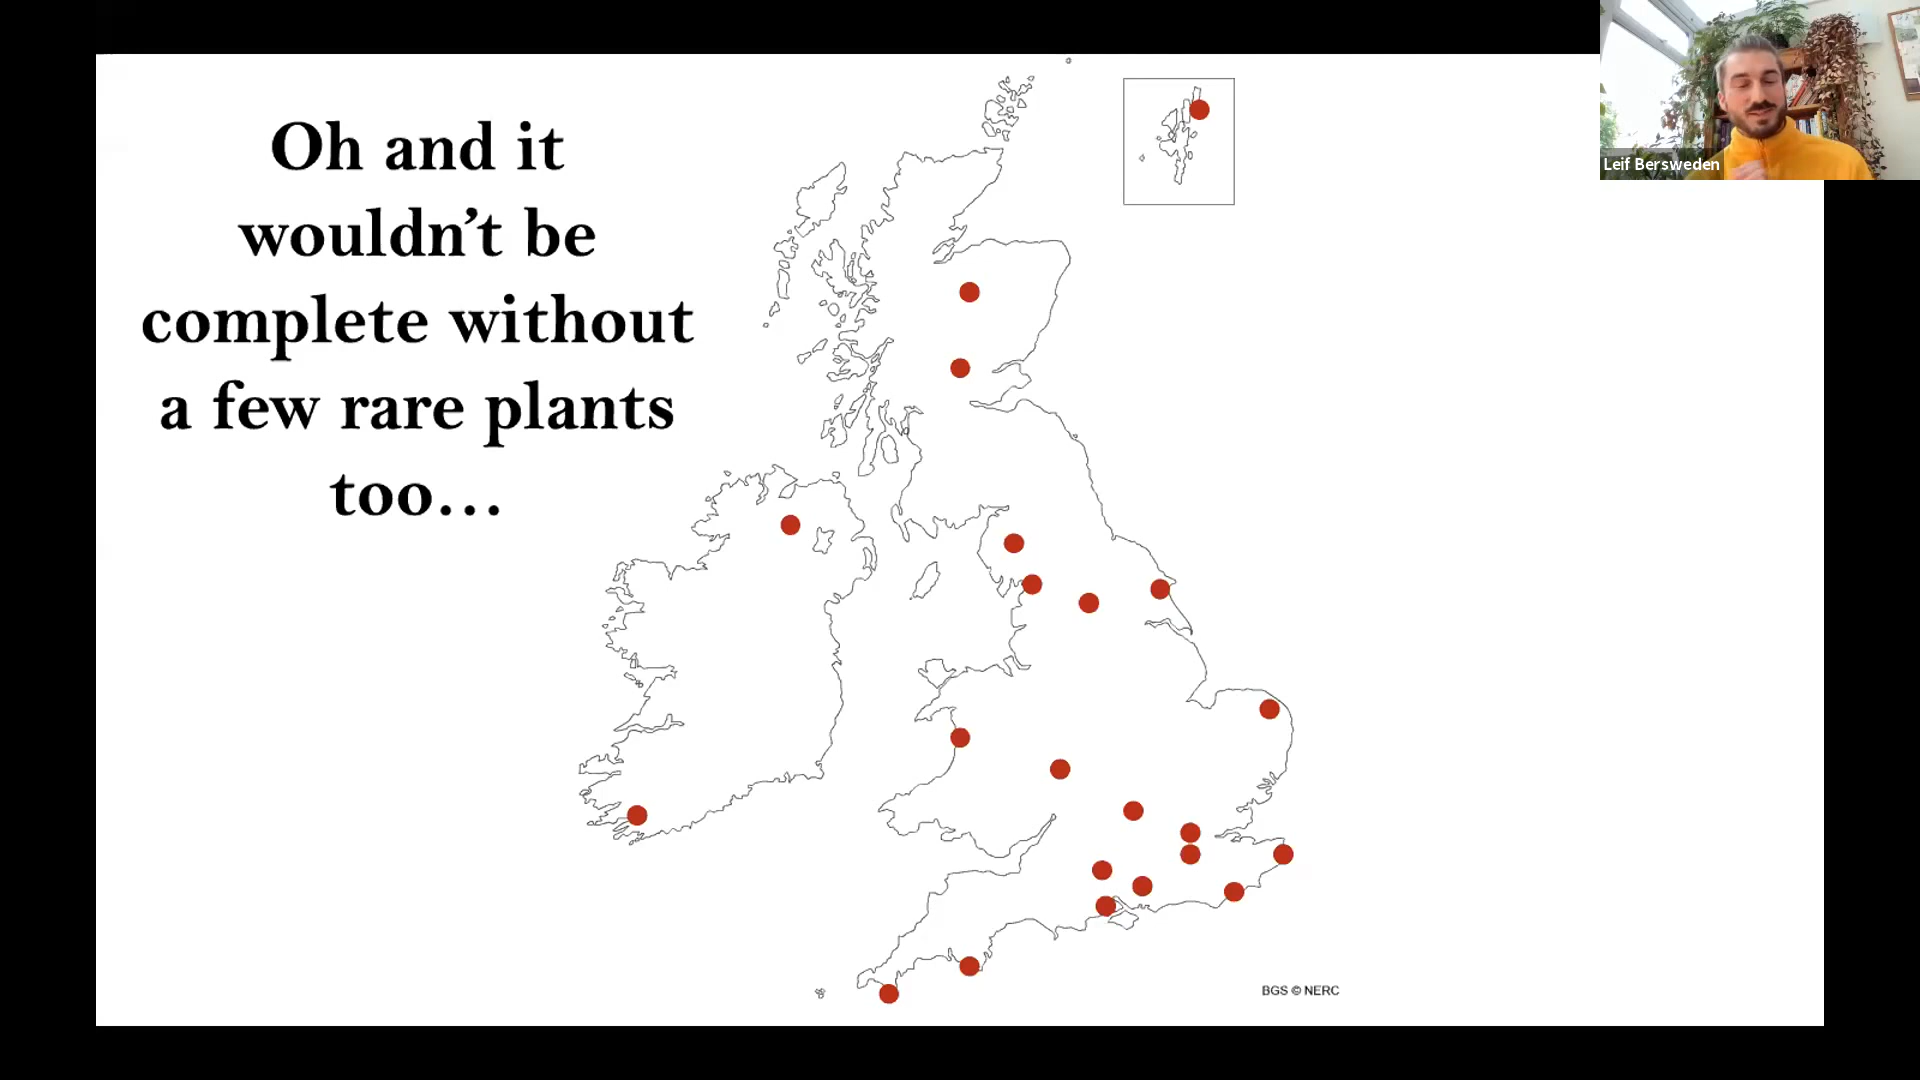 Oh and it
wouldn’t be
complete without
a few rare plants
too…
Leif Bersweden
BGS © NERC